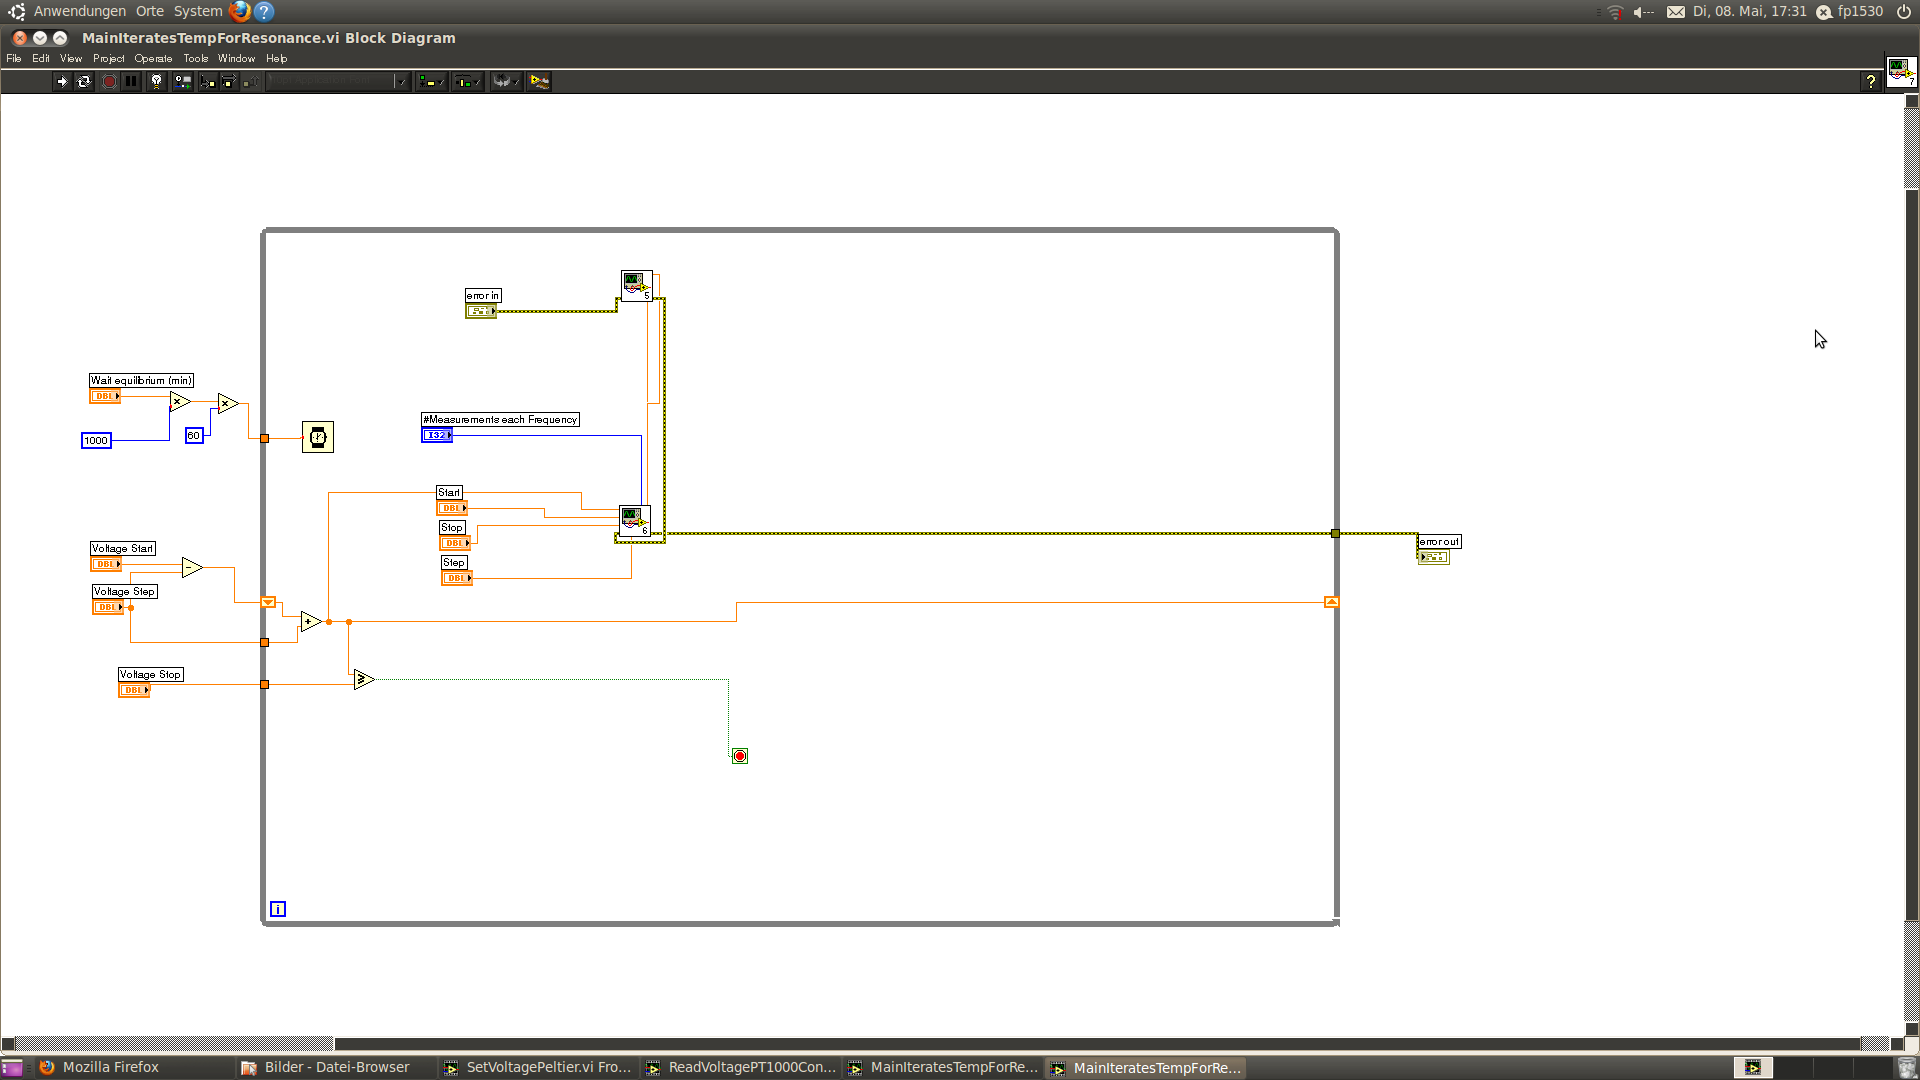 Anwendungen Orte System ?
Di, 08. Mai, 17:31 fp1530
MainIteratesTempForResonance.vi Block Diagram
File Edit View Project Operate Tools Window Help
? 7
5
error in
Wait equilibrium (min)
DBL
1000
60
#Measurements each Frequency
I32
Start
DBL
6
Stop
DBL
Step
DBL
error out
Voltage Start
DBL
Voltage Step
DBL
Voltage Stop
DBL
i
Mozilla Firefox Bilder - Datei-Browser SetVoltagePeltier.vi Fro... ReadVoltagePT1000Con... MainIteratesTempForRe... MainIteratesTempForRe...